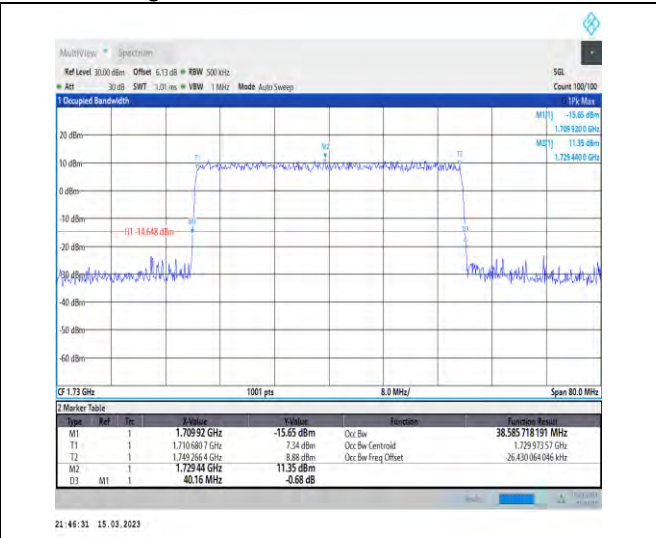 MultiView Spectrum
Ref Level 30.00 dBm Offset 6.13 dB RBW 500 kHz SGL
Att 30 dB SWT 1.01 ms VBW 1 MHz Mode Auto Sweep Count 100/100
1 Occupied Bandwidth 1Pk Max
M1[1] -15.65 dBm
1.709 920 0 GHz
M2[1] 11.35 dBm
1.729 440 0 GHz
20 dBm
M2
T1 T2
10 dBm
0 dBm
-10 dBm
M1
H1 -14.648 dBm
-20 dBm
-30 dBm
-40 dBm
-50 dBm
-60 dBm
CF 1.73 GHz 1001 pts 8.0 MHz/ Span 80.0 MHz
2 Marker Table
Type Ref Trc X-Value Y-Value Function Function Result
M1 1 1.709 92 GHz -15.65 dBm Occ Bw 38.585 718 191 MHz
T1 1 1.710 680 7 GHz 7.34 dBm Occ Bw Centroid 1.729 973 57 GHz
T2 1 1.749 266 4 GHz 8.88 dBm Occ Bw Freq Offset -26.430 064 046 kHz
M2 1 1.729 44 GHz 11.35 dBm
D3 M1 1 40.16 MHz -0.68 dB
21:46:31 15.03.2023